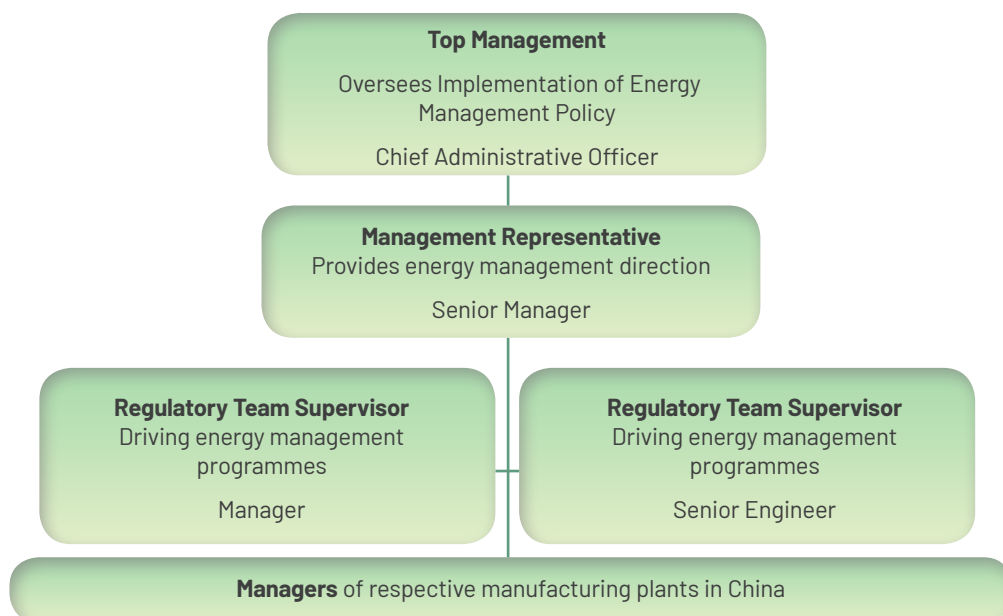 Top Management
Oversees Implementation of Energy
Management Policy
Chief Administrative Officer
Management Representative
Provides energy management direction
Senior Manager
Regulatory Team Supervisor
Driving energy management
programmes
Manager
Regulatory Team Supervisor
Driving energy management
programmes
Senior Engineer
Managers of respective manufacturing plants in China